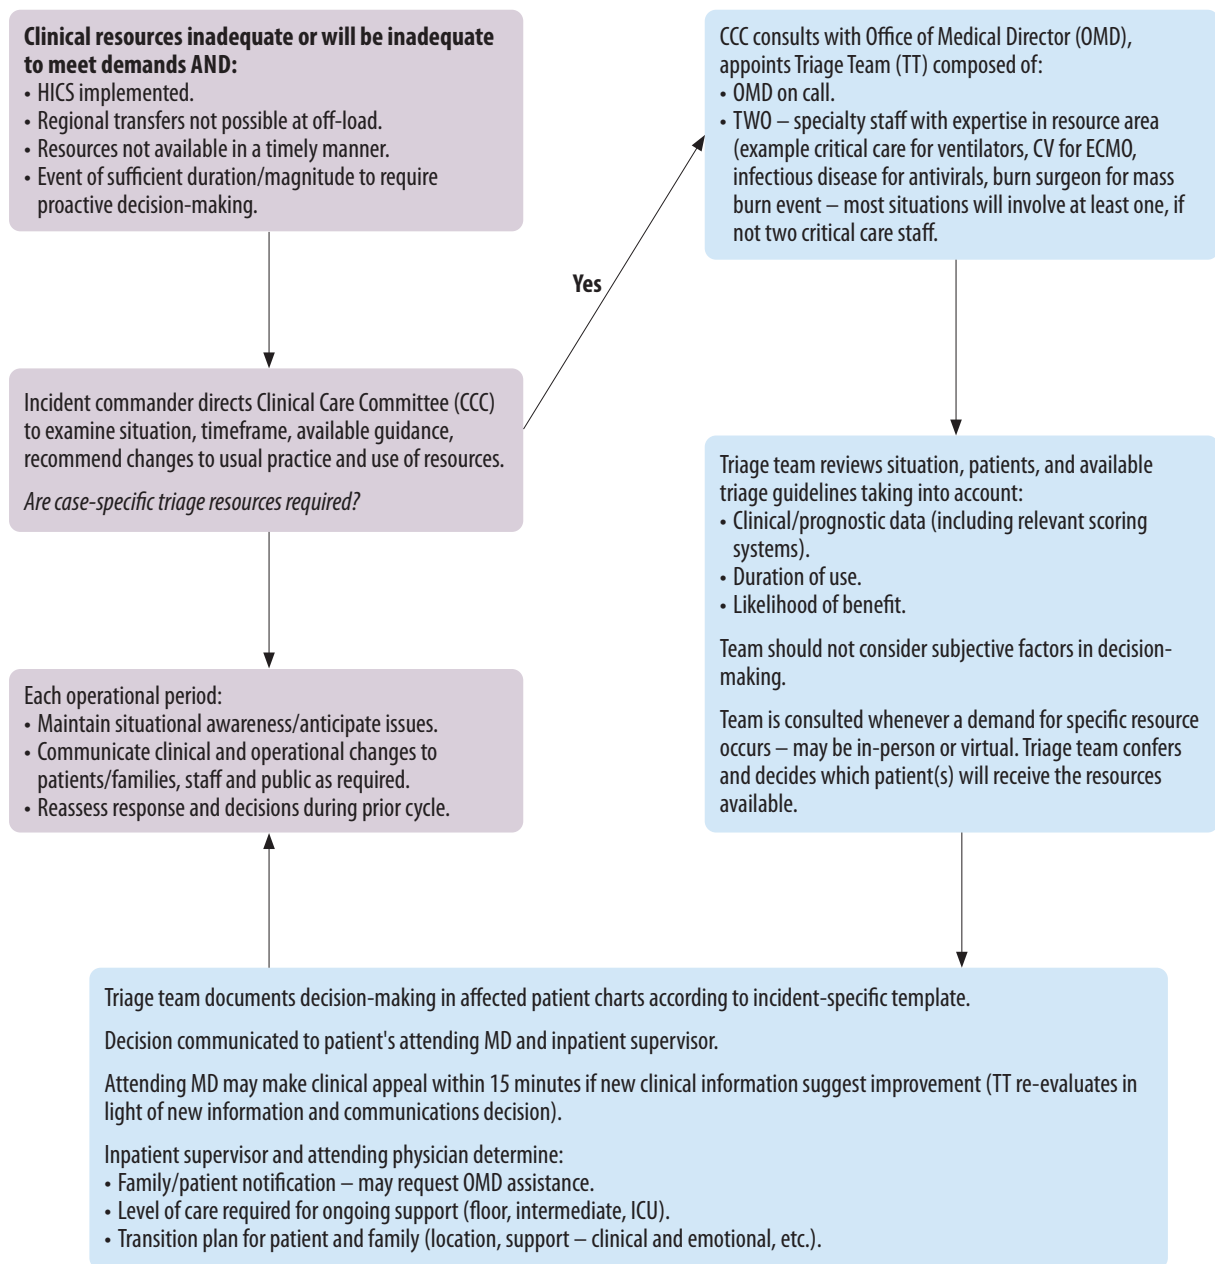 Clinical resources inadequate or will be inadequate
to meet demands AND:
• HICS implemented.
• Regional transfers not possible at off-load.
• Resources not available in a timely manner.
• Event of sufficient duration/magnitude to require
proactive decision-making.
Incident commander directs Clinical Care Committee (CCC)
to examine situation, timeframe, available guidance,
recommend changes to usual practice and use of resources.
Are case-specific triage resources required?
Yes
Each operational period:
• Maintain situational awareness/anticipate issues.
• Communicate clinical and operational changes to
patients/families, staff and public as required.
• Reassess response and decisions during prior cycle.
CCC consults with Office of Medical Director (OMD),
appoints Triage Team (TT) composed of:
• OMD on call.
• TWO – specialty staff with expertise in resource area
(example critical care for ventilators, CV for ECMO,
infectious disease for antivirals, burn surgeon for mass
burn event – most situations will involve at least one, if
not two critical care staff.
Triage team reviews situation, patients, and available
triage guidelines taking into account:
• Clinical/prognostic data (including relevant scoring
systems).
• Duration of use.
• Likelihood of benefit.
Team should not consider subjective factors in decision-
making.
Team is consulted whenever a demand for specific resource
occurs – may be in-person or virtual. Triage team confers
and decides which patient(s) will receive the resources
available.
Triage team documents decision-making in affected patient charts according to incident-specific template.
Decision communicated to patient's attending MD and inpatient supervisor.
Attending MD may make clinical appeal within 15 minutes if new clinical information suggest improvement (TT re-evaluates in
light of new information and communications decision).
Inpatient supervisor and attending physician determine:
• Family/patient notification – may request OMD assistance.
• Level of care required for ongoing support (floor, intermediate, ICU).
• Transition plan for patient and family (location, support – clinical and emotional, etc.).